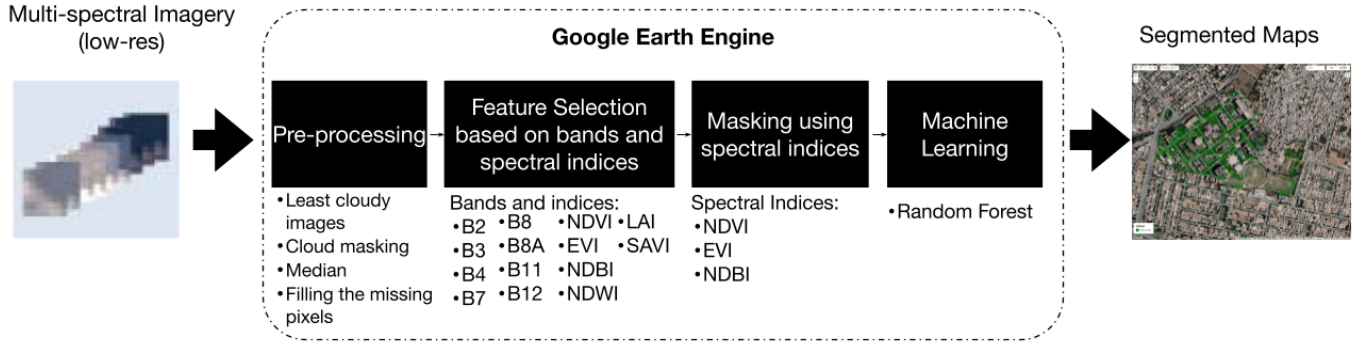 Multi-spectral Imagery
(low-res)
Google Earth Engine
Segmented Maps
Pre-processing
Feature Selection
based on bands and
spectral indices
Masking using
spectral indices
Machine
Learning
•Least cloudy
images
•Cloud masking
•Median
•Filling the missing
pixels
Bands and indices:
•B2
•B3
•B4
•B7
•B8
•B8A
•B11
•B12
•NDVI
•EVI
•NDBI
•NDWI
•LAI
•SAVI
Spectral Indices:
•NDVI
•EVI
•NDBI
•Random Forest